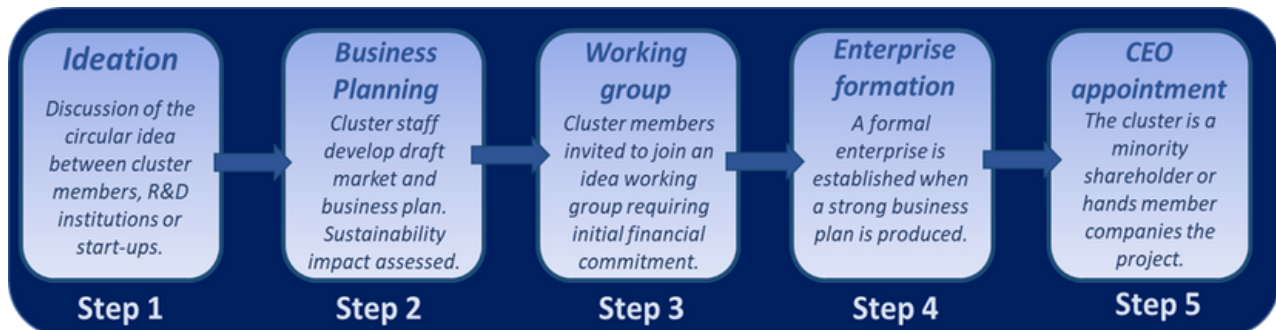 Ideation
Discussion of the
circular idea
between cluster
members, R&D
institutions or
start-ups.
Step 1
Business
Planning
Cluster staff
develop draft
market and
business plan.
Sustainability
impact assessed.
Step 2
Working
group
Cluster members
invited to join an
idea working
group requiring
initial financial
commitment.
Step 3
Enterprise
formation
A formal
enterprise is
established when
a strong business
plan is produced.
Step 4
CEO
appointment
The cluster is a
minority
shareholder or
hands member
companies the
project.
Step 5